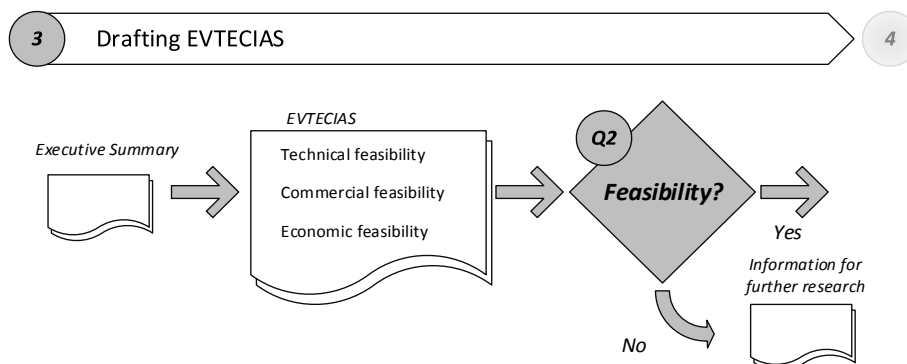 3
Drafting EVTECIAS
4
Executive Summary
EVTECIAS
Technical feasibility
Commercial feasibility
Economic feasibility
Q2
Feasibility?
Yes
No
Information for
further research